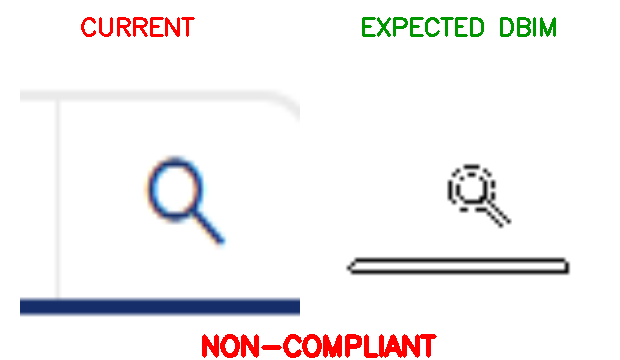 CURRENT
EXPECTED DBIM
NON-COMPLIANT